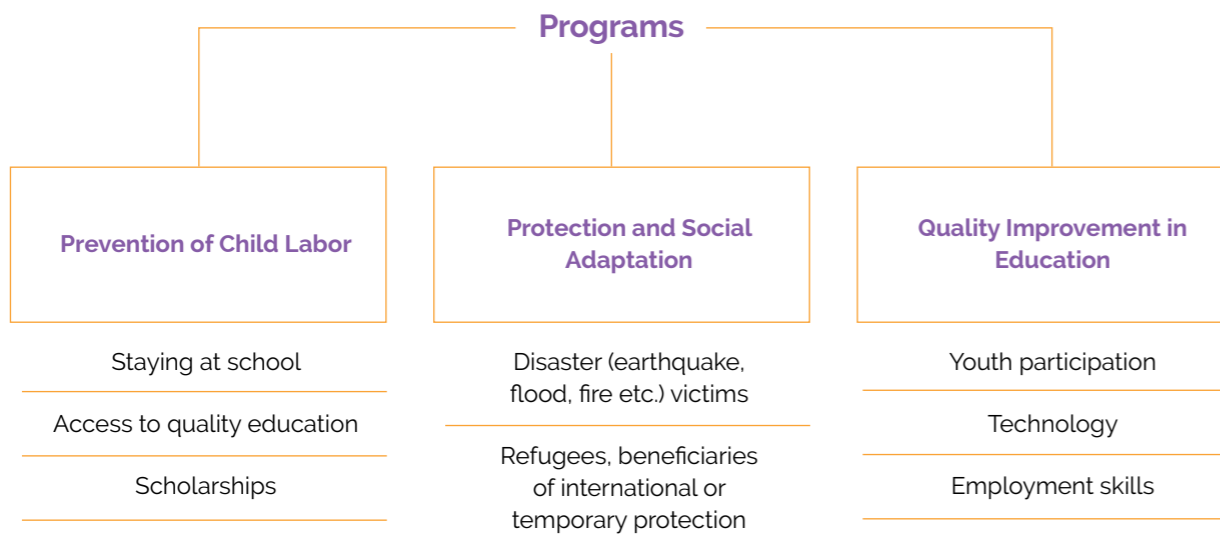 Programs
Prevention of Child Labor
Staying at school
Access to quality education
Scholarships
Protection and Social
Adaptation
Disaster (earthquake,
flood, fire etc.) victims
Refugees, beneficiaries
of international or
temporary protection
Quality Improvement in
Education
Youth participation
Technology
Employment skills